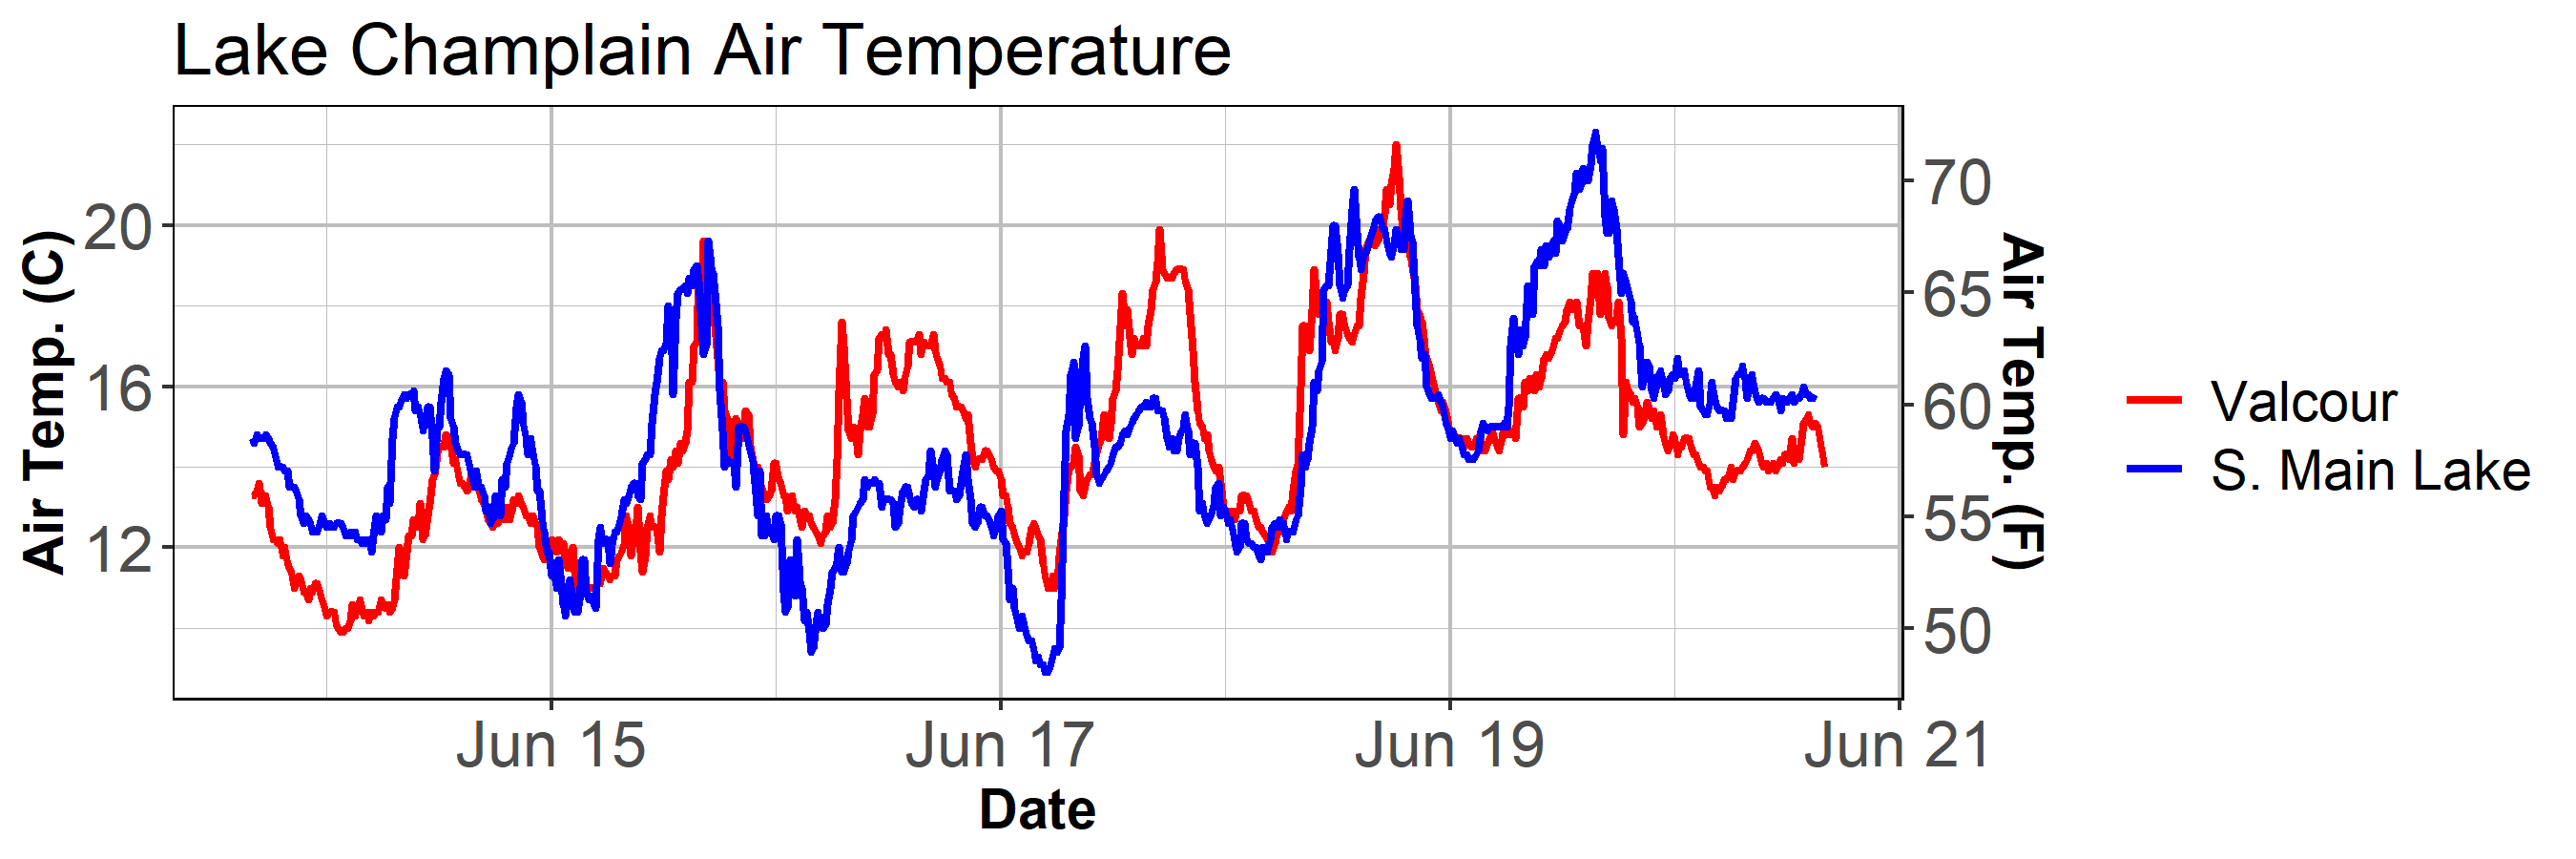 Lake Champlain Air Temperature
Air Temp. (C)
20
16
12
70
65
60
55
50
Air Temp. (F)
Jun 15
Jun 17
Jun 19
Jun 21
Date
Valcour
S. Main Lake